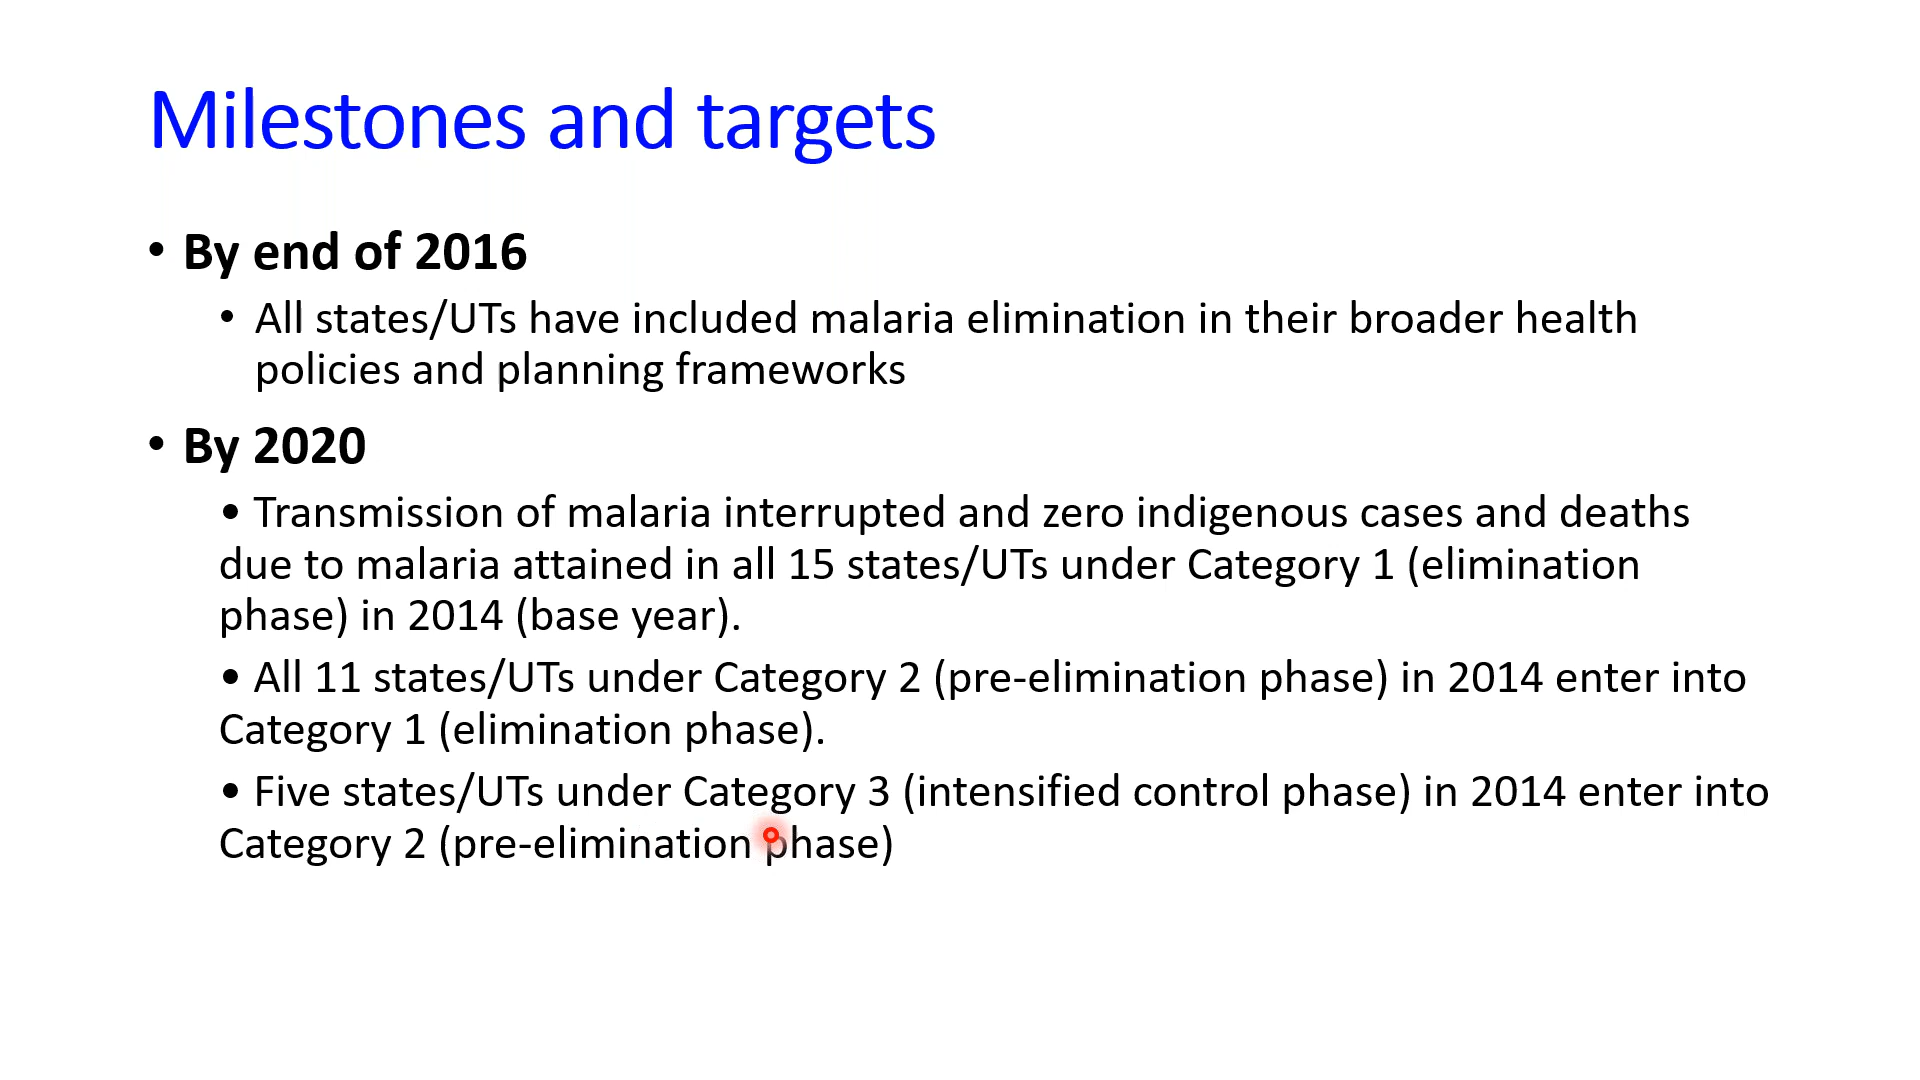 Milestones and targets
• By end of 2016
• All states/UTs have included malaria elimination in their broader health
policies and planning frameworks
• By 2020
• Transmission of malaria interrupted and zero indigenous cases and deaths
due to malaria attained in all 15 states/UTs under Category 1 (elimination
phase) in 2014 (base year).
• All 11 states/UTs under Category 2 (pre-elimination phase) in 2014 enter into
Category 1 (elimination phase).
• Five states/UTs under Category 3 (intensified control phase) in 2014 enter into
Category 2 (pre-elimination phase)